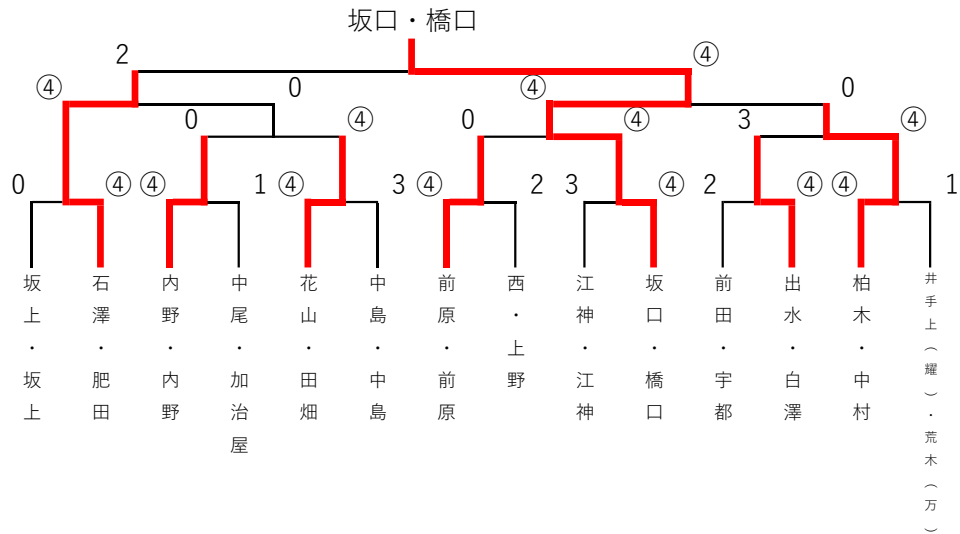 坂口・橋口
2
④
④
0
④
0
0
④
0
④
3
④
0
④
④
1
④
3
④
2
3
④
2
④
④
1
坂上・坂上
石澤・肥田
内野・内野
中尾・加治屋
花山・田畑
中島・中島
前原・前原
西・上野
江神・江神
坂口・橋口
前田・宇都
出水・白澤
柏木・中村
井手上(耀)・荒木(万)